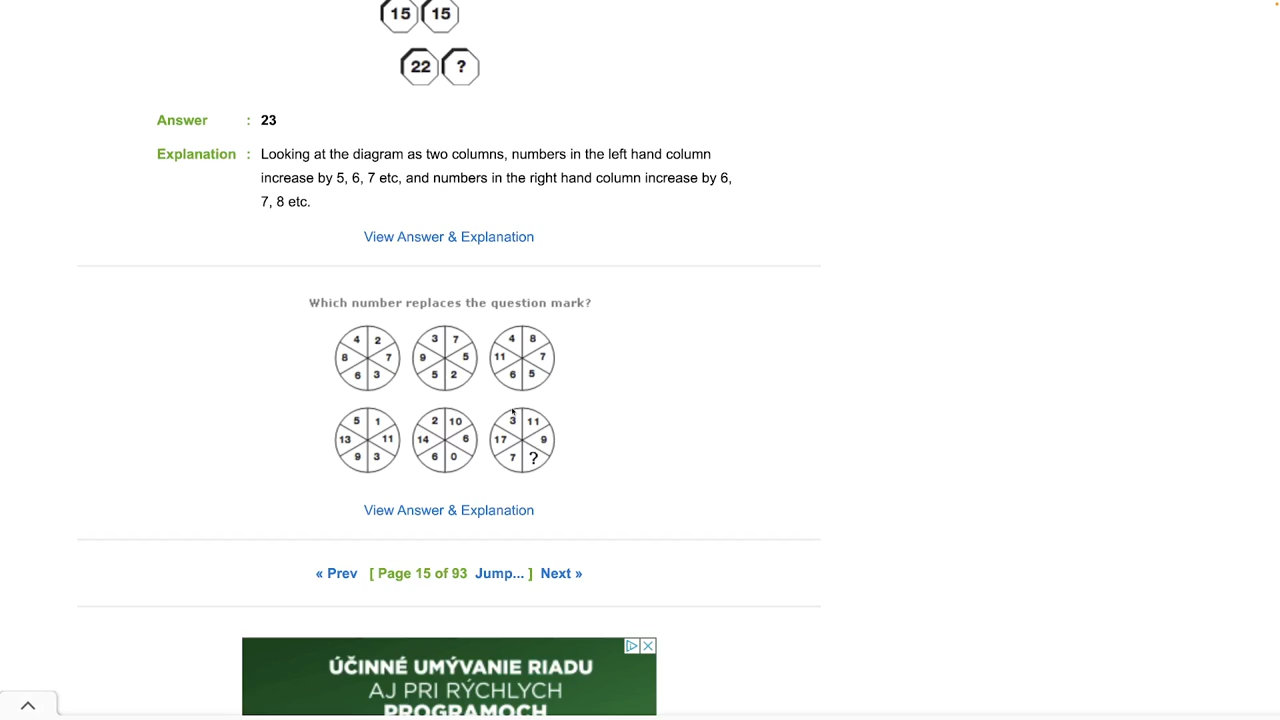 15 15
22 ?
Answer : 23
Explanation : Looking at the diagram as two columns, numbers in the left hand column
increase by 5, 6, 7 etc, and numbers in the right hand column increase by 6,
7, 8 etc.
View Answer & Explanation
Which number replaces the question mark?
4 2 3 7 4 8
8 7 9 5 11 7
6 3 5 2 6 5
5 1 2 10 3 11
13 11 14 6 17 9
9 3 6 0 7 ?
View Answer & Explanation
« Prev [ Page 15 of 93 Jump... ] Next »
ÚČINNÉ UMÝVANIE RIADU
AJ PRI RÝCHLYCH
PROGRAMOCH